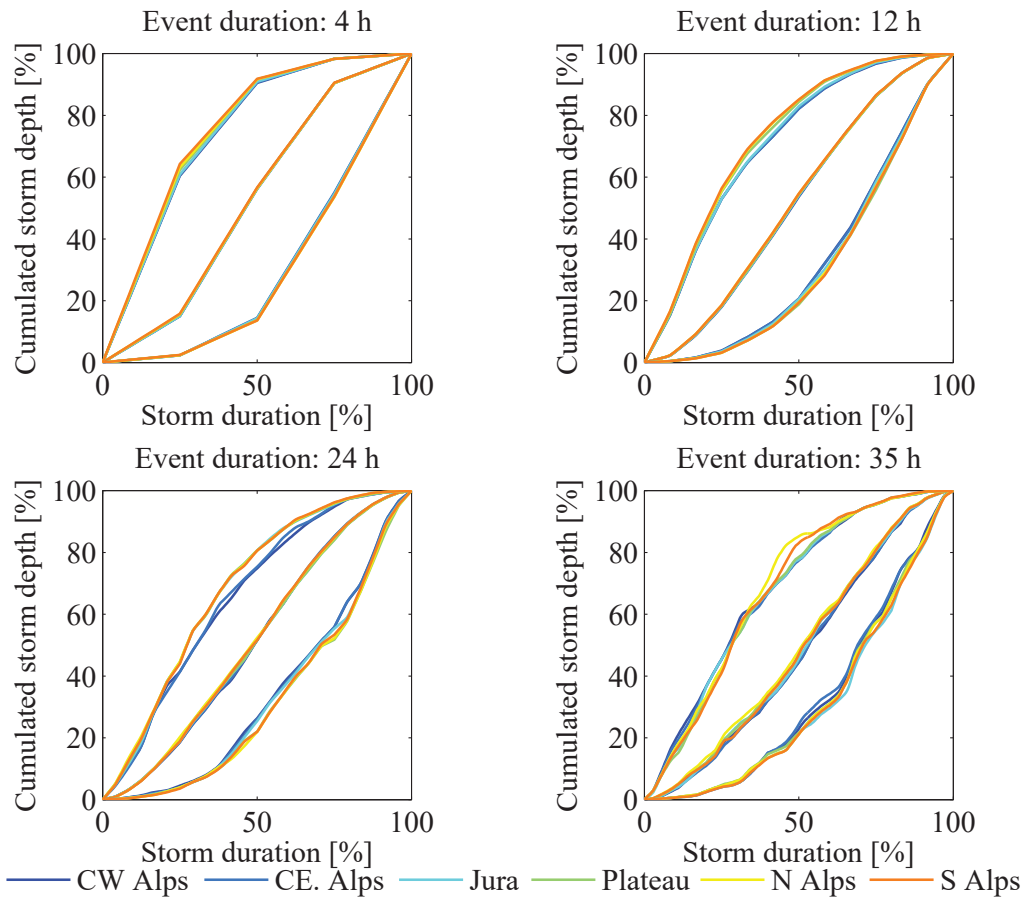 Event duration: 4 h
Event duration: 12 h
Cumulated storm depth [%]
100
80
60
40
20
0
0
50
100
Storm duration [%]
Cumulated storm depth [%]
100
80
60
40
20
0
0
50
100
Storm duration [%]
Event duration: 24 h
Event duration: 35 h
Cumulated storm depth [%]
100
80
60
40
20
0
0
50
100
Storm duration [%]
Cumulated storm depth [%]
100
80
60
40
20
0
0
50
100
Storm duration [%]
CW Alps CE. Alps Jura Plateau N Alps S Alps